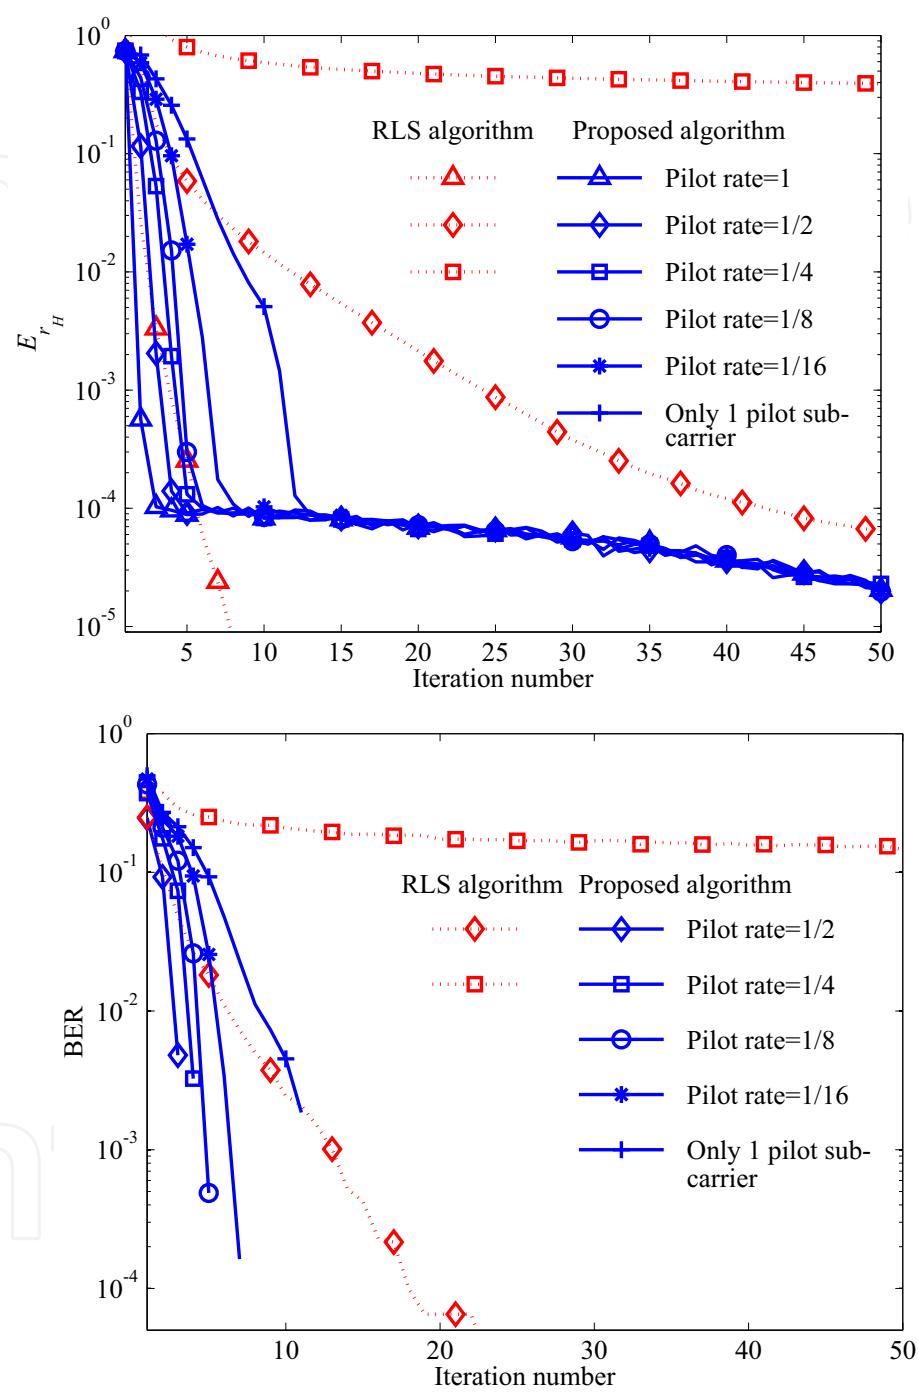 10^0
10^-1
10^-2
10^-3
10^-4
10^-5
E_{r_H}
RLS algorithm Proposed algorithm
Pilot rate=1
Pilot rate=1/2
Pilot rate=1/4
Pilot rate=1/8
Pilot rate=1/16
Only 1 pilot sub-
carrier
5 10 15 20 25 30 35 40 45 50
Iteration number
10^0
10^-1
10^-2
10^-3
10^-4
BER
RLS algorithm Proposed algorithm
Pilot rate=1/2
Pilot rate=1/4
Pilot rate=1/8
Pilot rate=1/16
Only 1 pilot sub-
carrier
10 20 30 40 50
Iteration number